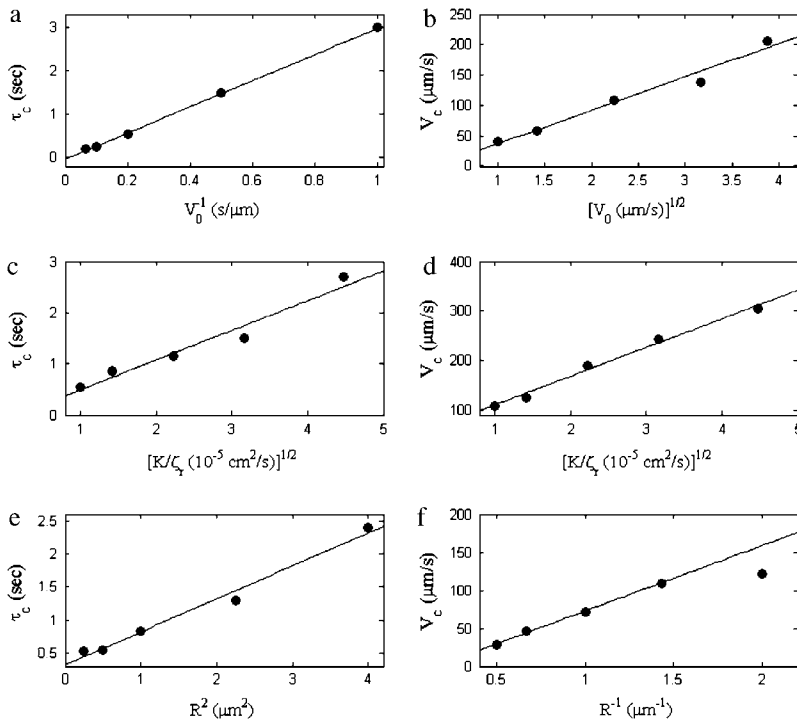 a
3
2
1
0
τc (sec)
0 0.2 0.4 0.6 0.8 1
V0-1 (s/μm)
b
250
200
150
100
50
0
Vc (μm/s)
1 1.5 2 2.5 3 3.5 4
[V0 (μm/s)]1/2
c
3
2
1
0
τc (sec)
1 2 3 4 5
[K/ζr (10-5 cm2/s)]1/2
d
400
300
200
100
Vc (μm/s)
1 2 3 4 5
[K/ζr (10-5 cm2/s)]1/2
e
2.5
2
1.5
1
0.5
τc (sec)
0 1 2 3 4
R2 (μm2)
f
200
150
100
50
0
Vc (μm/s)
0.5 1 1.5 2
R-1 (μm-1)